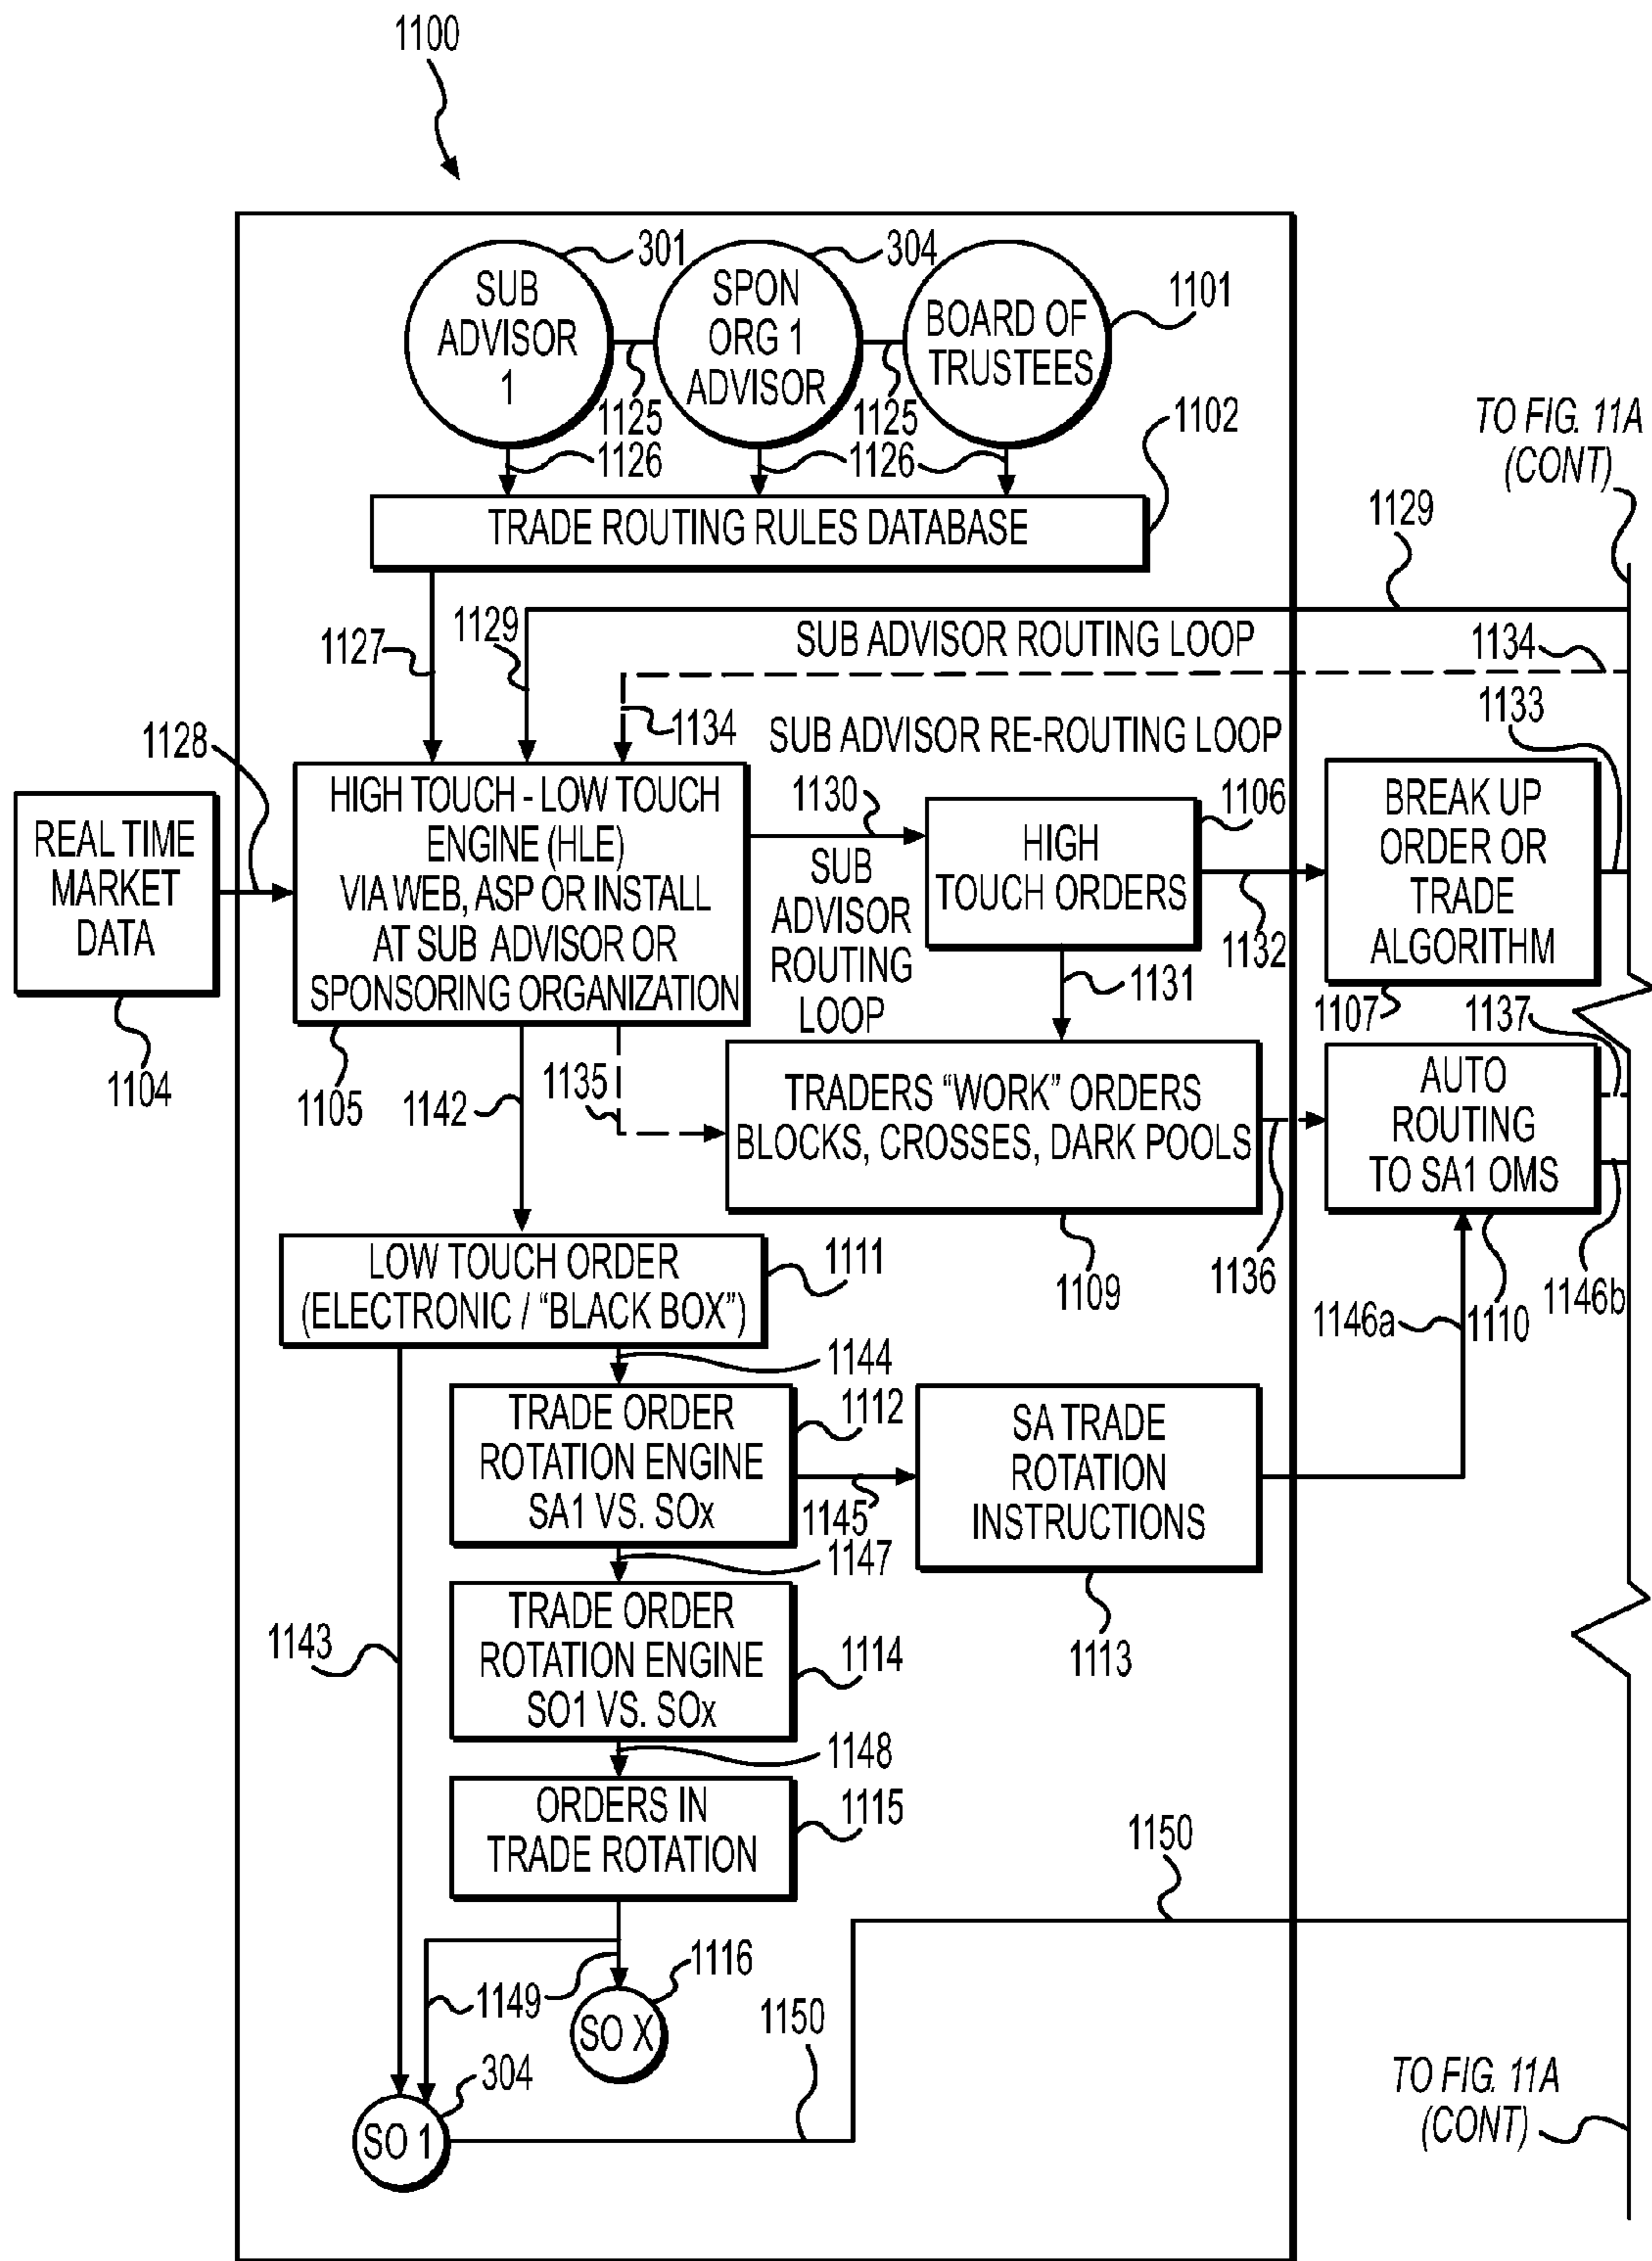 1100
301
304
1101
SUB
ADVISOR
1
SPON
ORG 1
ADVISOR
BOARD OF
TRUSTEES
1125
1125
1126
1126
1102
TRADE ROUTING RULES DATABASE
TO FIG. 11A
(CONT)
1129
1127
1129
SUB ADVISOR ROUTING LOOP
1134
1134
SUB ADVISOR RE-ROUTING LOOP
1133
1128
REAL TIME
MARKET
DATA
1104
HIGH TOUCH - LOW TOUCH
ENGINE (HLE)
VIA WEB, ASP OR INSTALL
AT SUB ADVISOR OR
SPONSORING ORGANIZATION
1105
1130
SUB
ADVISOR
ROUTING
LOOP
HIGH
TOUCH ORDERS
1106
1132
1131
BREAK UP
ORDER OR
TRADE
ALGORITHM
1107
1137
1142
1135
TRADERS "WORK" ORDERS
BLOCKS, CROSSES, DARK POOLS
1109
1136
AUTO
ROUTING
TO SA1 OMS
1146a
1110
1146b
LOW TOUCH ORDER
(ELECTRONIC / "BLACK BOX")
1111
1144
TRADE ORDER
ROTATION ENGINE
SA1 VS. SOx
1112
1145
SA TRADE
ROTATION
INSTRUCTIONS
1113
1147
1143
TRADE ORDER
ROTATION ENGINE
SO1 VS. SOx
1114
1148
ORDERS IN
TRADE ROTATION
1115
1150
1149
1116
SO X
1150
304
SO 1
TO FIG. 11A
(CONT)